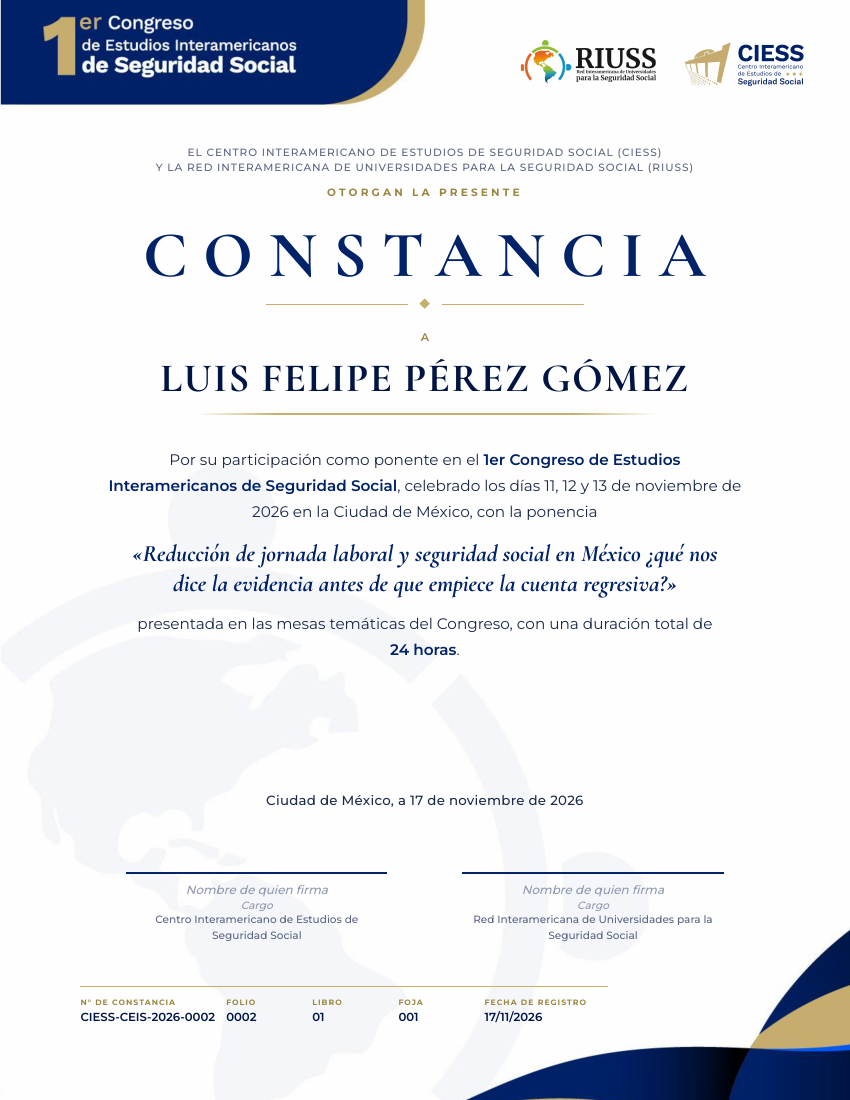 1er Congreso
de Estudios Interamericanos
de Seguridad Social
RIUSS
Red Interamericana de Universidades
para la Seguridad Social
CIESS
Centro Interamericano
de Estudios de
Seguridad Social
EL CENTRO INTERAMERICANO DE ESTUDIOS DE SEGURIDAD SOCIAL (CIESS)
Y LA RED INTERAMERICANA DE UNIVERSIDADES PARA LA SEGURIDAD SOCIAL (RIUSS)
OTORGAN LA PRESENTE
CONSTANCIA
A
LUIS FELIPE PÉREZ GÓMEZ
Por su participación como ponente en el 1er Congreso de Estudios
Interamericanos de Seguridad Social, celebrado los días 11, 12 y 13 de noviembre de
2026 en la Ciudad de México, con la ponencia
«Reducción de jornada laboral y seguridad social en México ¿qué nos
dice la evidencia antes de que empiece la cuenta regresiva?»
presentada en las mesas temáticas del Congreso, con una duración total de
24 horas.
Ciudad de México, a 17 de noviembre de 2026
Nombre de quien firma
Cargo
Centro Interamericano de Estudios de
Seguridad Social
Nombre de quien firma
Cargo
Red Interamericana de Universidades para la
Seguridad Social
N° DE CONSTANCIA FOLIO LIBRO FOJA FECHA DE REGISTRO
CIESS-CEIS-2026-0002 0002 01 001 17/11/2026